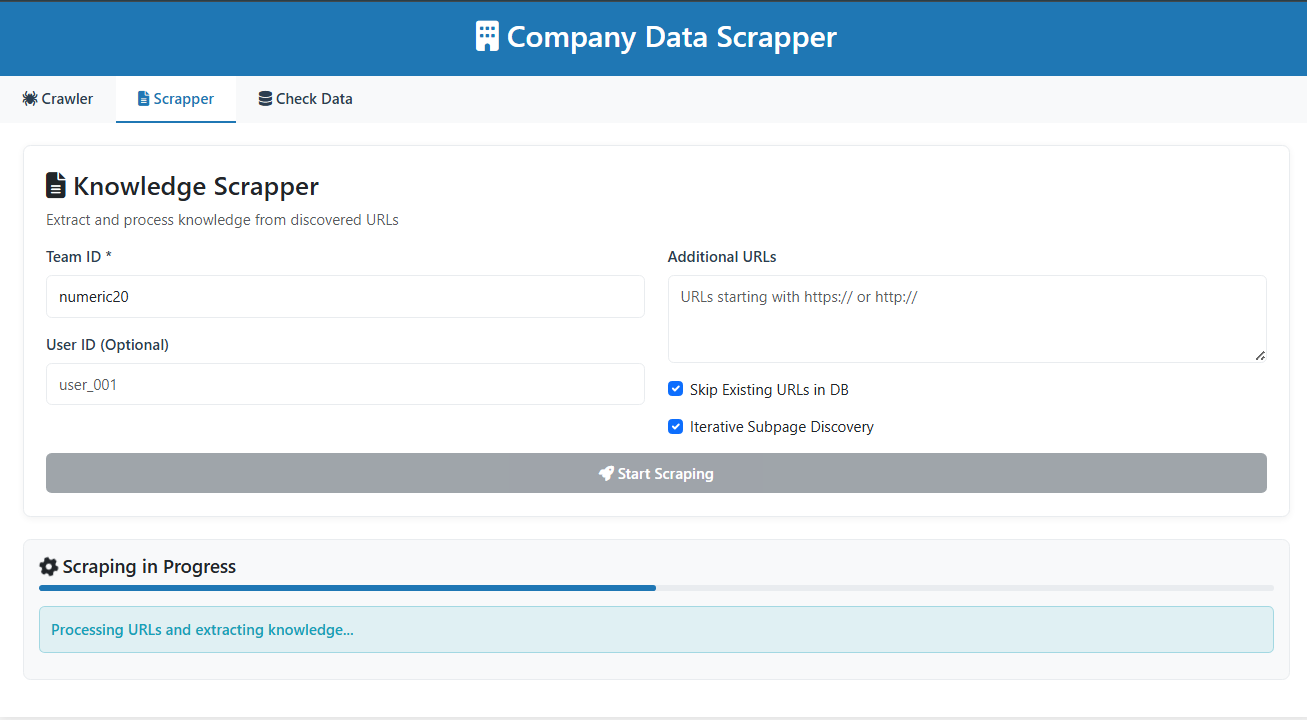 Company Data Scrapper
Crawler
Scrapper
Check Data
Knowledge Scrapper
Extract and process knowledge from discovered URLs
Team ID *
numeric20
User ID (Optional)
user_001
Additional URLs
URLs starting with https:// or http://
Skip Existing URLs in DB
Iterative Subpage Discovery
Start Scraping
Scraping in Progress
Processing URLs and extracting knowledge...